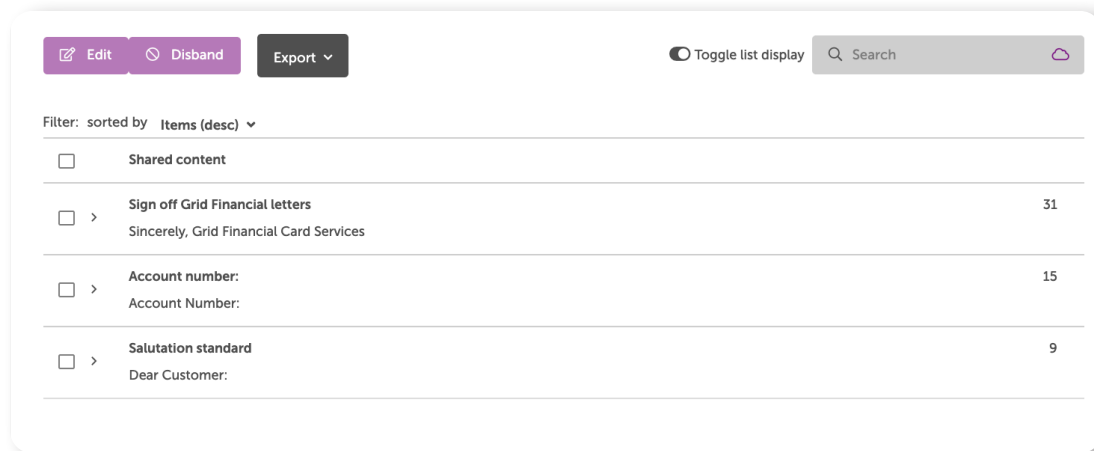 Edit Disband Export Toggle list display Search
Filter: sorted by Items (desc)
Shared content
Sign off Grid Financial letters 31
Sincerely, Grid Financial Card Services
Account number: 15
Account Number:
Salutation standard 9
Dear Customer: